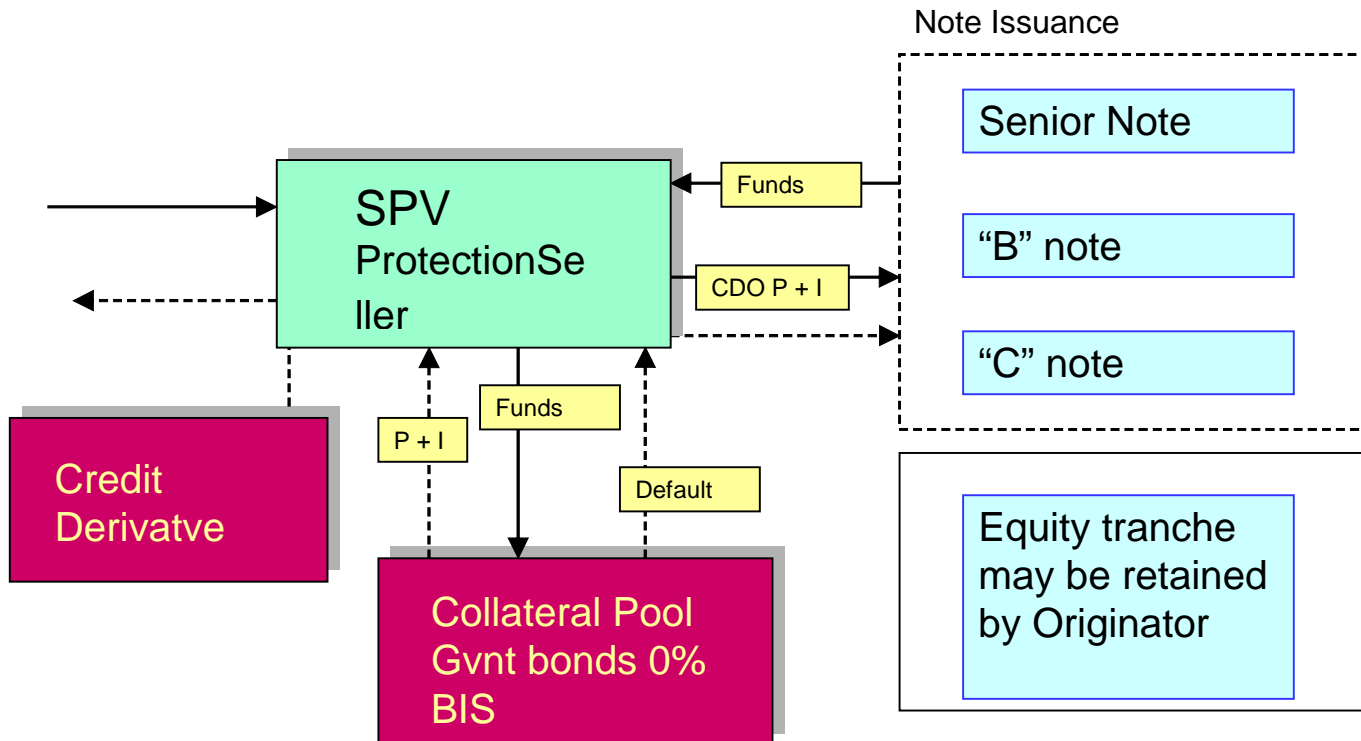 Note Issuance
Senior Note
Funds
SPV
ProtectionSe
ller
“B” note
CDO P + I
“C” note
Funds
P + I
Credit
Derivatve
Default
Equity tranche
may be retained
by Originator
Collateral Pool
Gvnt bonds 0%
BIS